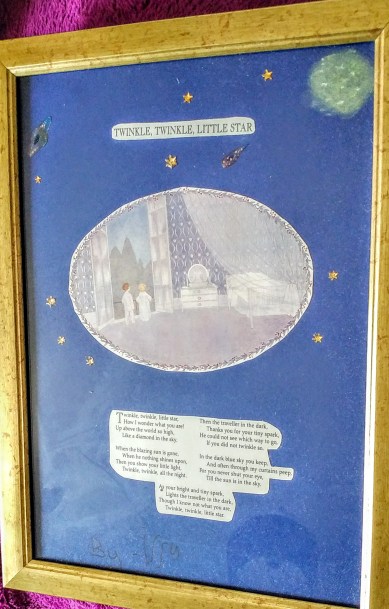 TWINKLE, TWINKLE, LITTLE STAR
Twinkle, twinkle, little star,
How I wonder what you are!
Up above the world so high,
Like a diamond in the sky.
When the blazing sun is gone,
When he nothing shines upon,
Then you show your little light,
Twinkle, twinkle, all the night.
Then the traveller in the dark,
Thanks you for your tiny spark,
He could not see which way to go,
If you did not twinkle so.
In the dark blue sky you keep,
And often through my curtains peep,
For you never shut your eye,
Till the sun is in the sky.
As your bright and tiny spark,
Lights the traveller in the dark,
Though I know not what you are,
Twinkle, twinkle, little star.